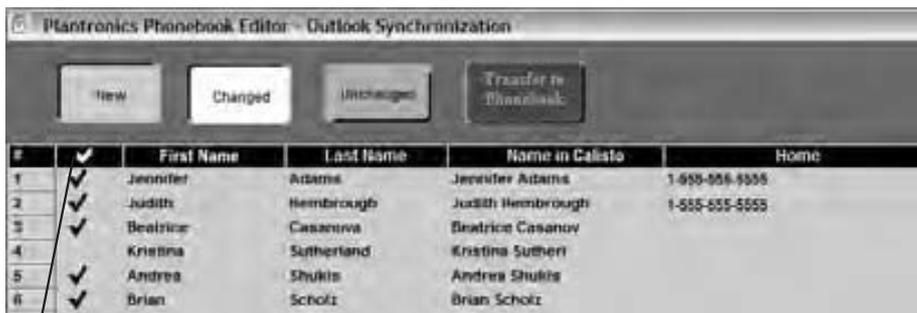 Plantronics Phonebook Editor - Outlook Synchronization
New Changed Unchanged Transfer to Phonebook
# First Name Last Name Name in Calisto Home
1 Jennifer Adams Jennifer Adams 1-555-555-5555
2 Judith Hembrough Judith Hembrough 1-555-555-5555
3 Beatrice Casanova Beatrice Casanov
4 Kristina Sutherland Kristina Sutherl
5 Andrea Shukis Andrea Shukis
6 Brian Scholz Brian Scholz